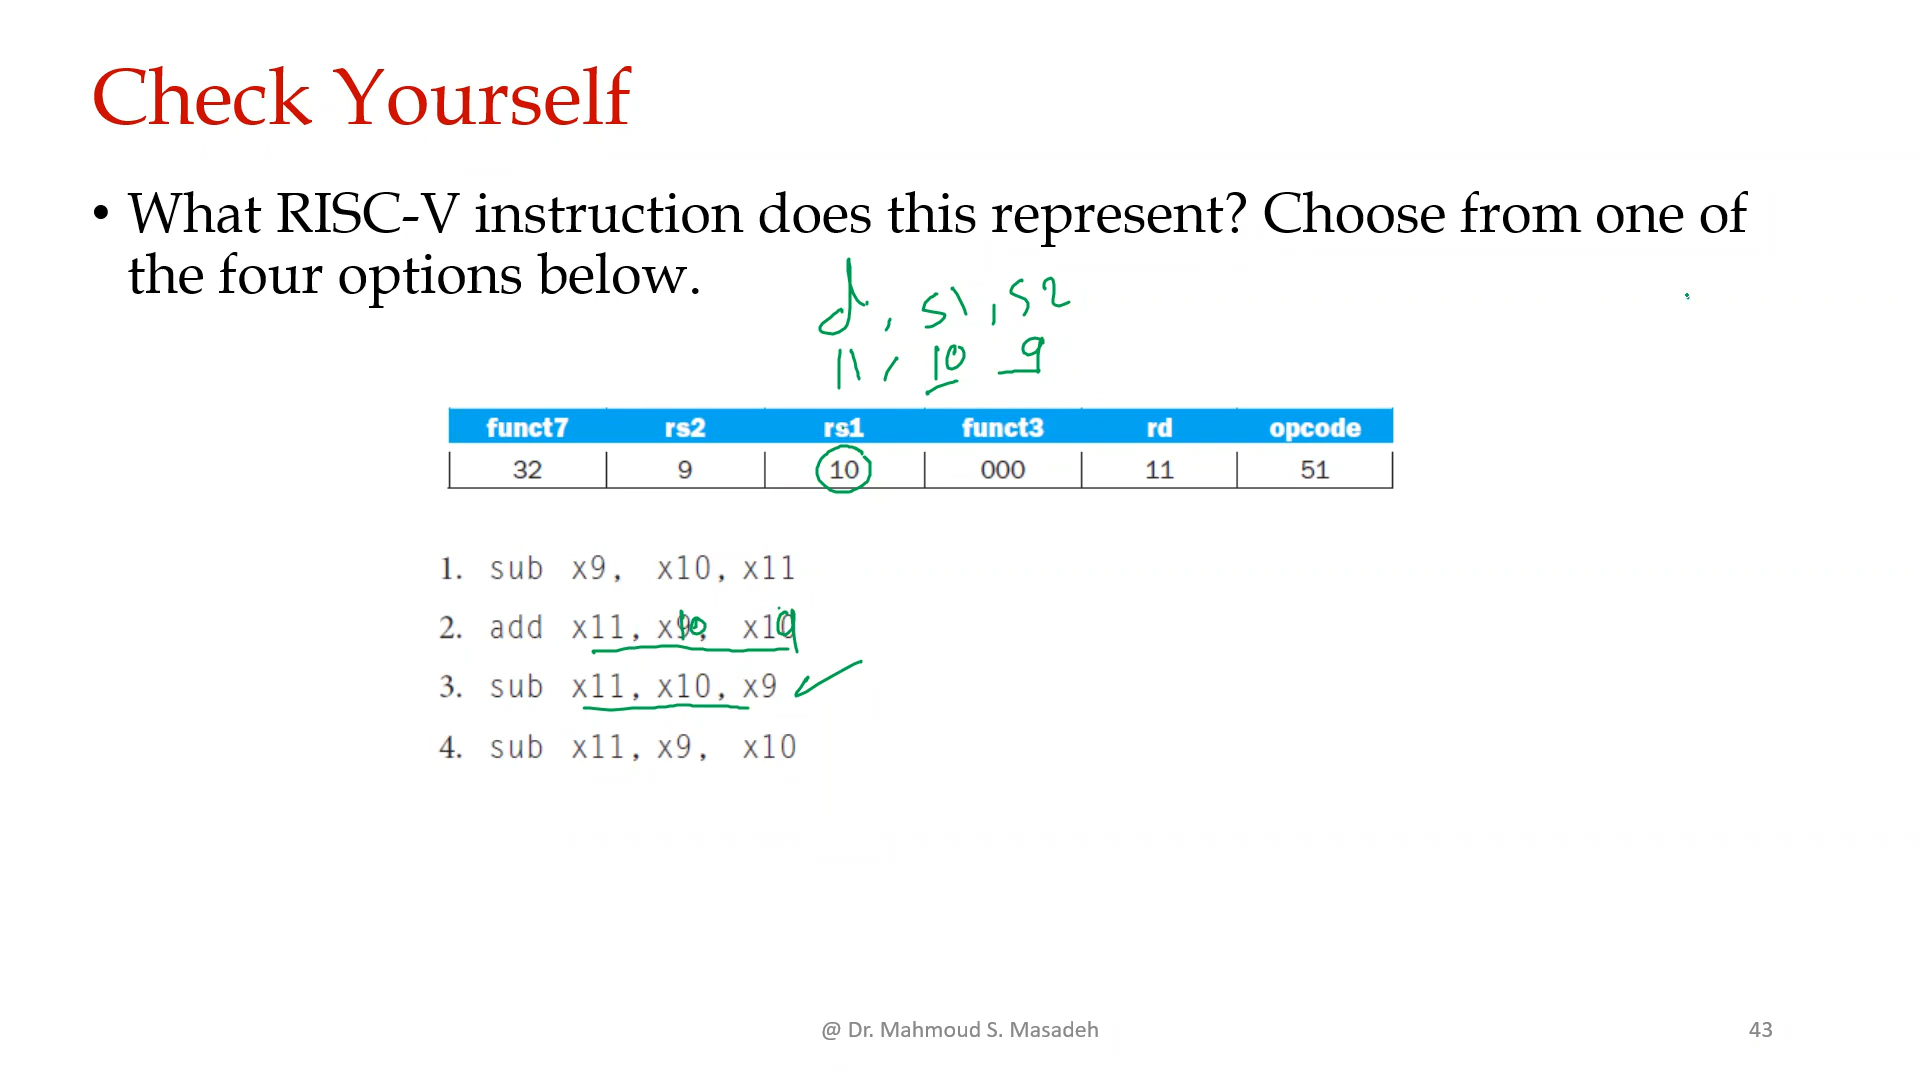 Check Yourself
• What RISC-V instruction does this represent? Choose from one of
the four options below.
d, S1, S2
11, 10 9
funct7 rs2 rs1 funct3 rd opcode
32 9 10 000 11 51
1. sub x9, x10, x11
2. add x11, x9, x10
10 9
3. sub x11, x10, x9
4. sub x11, x9, x10
@ Dr. Mahmoud S. Masadeh
43